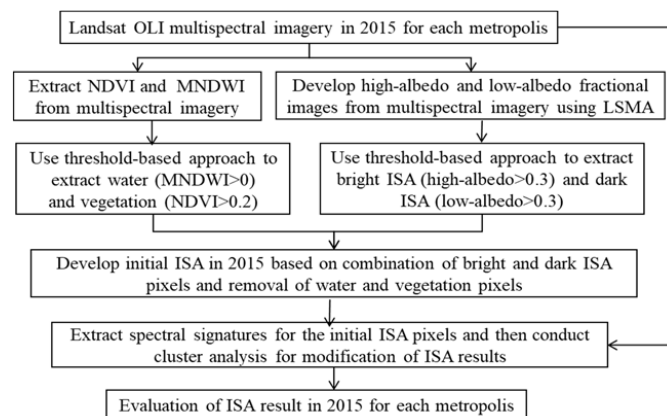 Landsat OLI multispectral imagery in 2015 for each metropolis
Extract NDVI and MNDWI
from multispectral imagery
Develop high-albedo and low-albedo fractional
images from multispectral imagery using LSMA
Use threshold-based approach to
extract water (MNDWI>0)
and vegetation (NDVI>0.2)
Use threshold-based approach to extract
bright ISA (high-albedo>0.3) and dark
ISA (low-albedo>0.3)
Develop initial ISA in 2015 based on combination of bright and dark ISA
pixels and removal of water and vegetation pixels
Extract spectral signatures for the initial ISA pixels and then conduct
cluster analysis for modification of ISA results
Evaluation of ISA result in 2015 for each metropolis